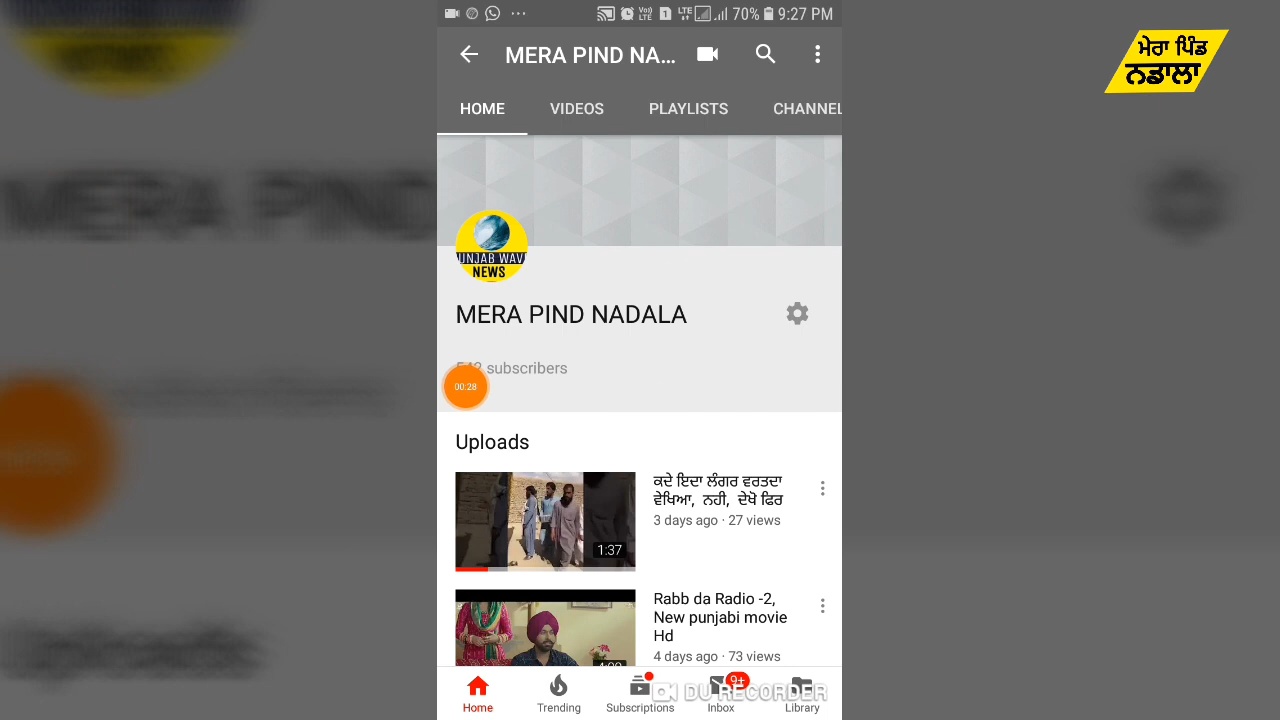 70% 9:27 PM
MERA PIND NA...
HOME VIDEOS PLAYLISTS CHANNEL
UNJAB WAV
NEWS
MERA PIND NADALA
subscribers
00:28
Uploads
ਕਦੇ ਇਦਾ ਲੰਗਰ ਵਰਤਦਾ
ਵੇਖਿਆ, ਨਹੀ, ਦੇਖੋ ਫਿਰ
3 days ago · 27 views
1:37
Rabb da Radio -2,
New punjabi movie
Hd
4 days ago · 73 views
9+
DU RECORDER
Home Trending Subscriptions Inbox Library
ਮੇਰਾ ਪਿੰਡ
ਨਡਾਲਾ